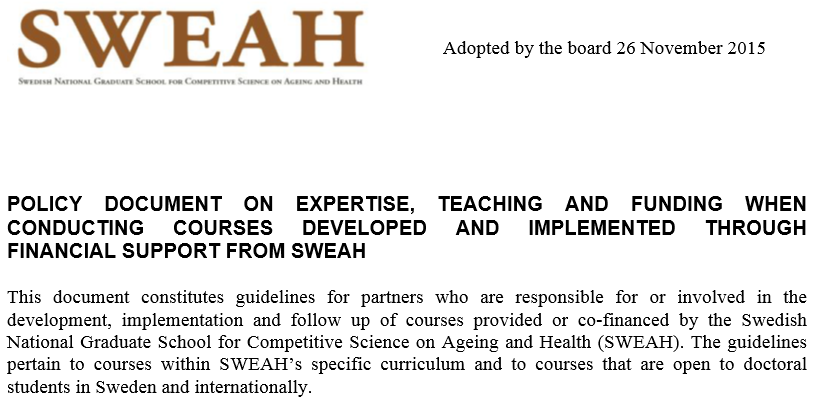 SWEAH
SWEDISH NATIONAL GRADUATE SCHOOL FOR COMPETITIVE SCIENCE ON AGEING AND HEALTH
Adopted by the board 26 November 2015
POLICY DOCUMENT ON EXPERTISE, TEACHING AND FUNDING WHEN
CONDUCTING COURSES DEVELOPED AND IMPLEMENTED THROUGH
FINANCIAL SUPPORT FROM SWEAH
This document constitutes guidelines for partners who are responsible for or involved in the
development, implementation and follow up of courses provided or co-financed by the Swedish
National Graduate School for Competitive Science on Ageing and Health (SWEAH). The guidelines
pertain to courses within SWEAH’s specific curriculum and to courses that are open to doctoral
students in Sweden and internationally.